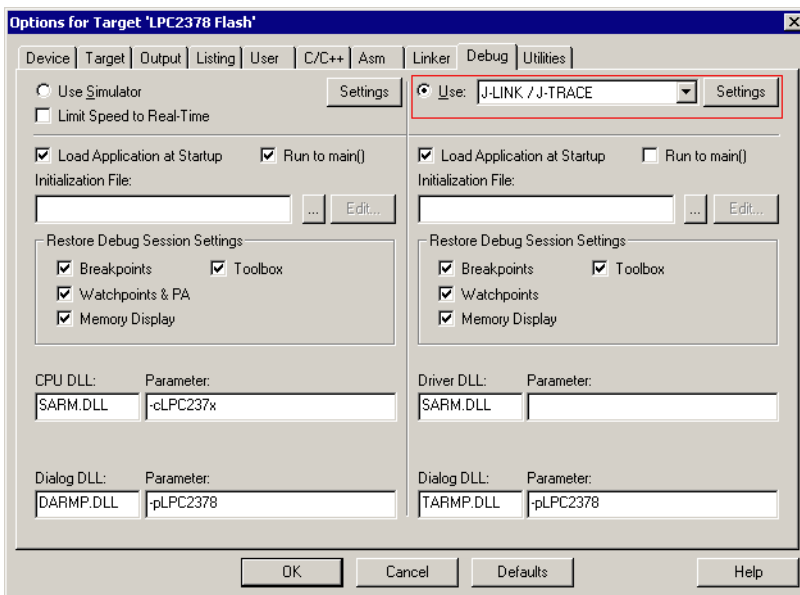 Options for Target 'LPC2378 Flash'
Device Target Output Listing User C/C++ Asm Linker Debug Utilities
Use Simulator Settings
Limit Speed to Real-Time
Use: J-LINK / J-TRACE Settings
Load Application at Startup Run to main()
Initialization File:
... Edit...
Restore Debug Session Settings
Breakpoints Toolbox
Watchpoints & PA
Memory Display
CPU DLL: Parameter:
SARM.DLL -cLPC237x
Dialog DLL: Parameter:
DARMP.DLL -pLPC2378
Load Application at Startup Run to main()
Initialization File:
... Edit...
Restore Debug Session Settings
Breakpoints Toolbox
Watchpoints
Memory Display
Driver DLL: Parameter:
SARM.DLL
Dialog DLL: Parameter:
TARMP.DLL -pLPC2378
OK Cancel Defaults Help